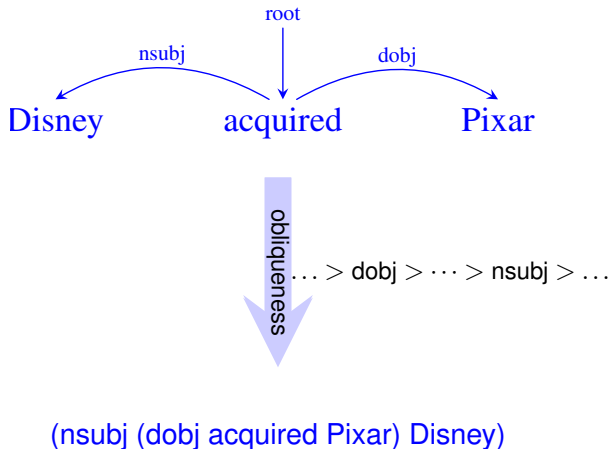 root
nsubj dobj
Disney acquired Pixar
obliqueness
… > dobj > ⋯ > nsubj > …
(nsubj (dobj acquired Pixar) Disney)